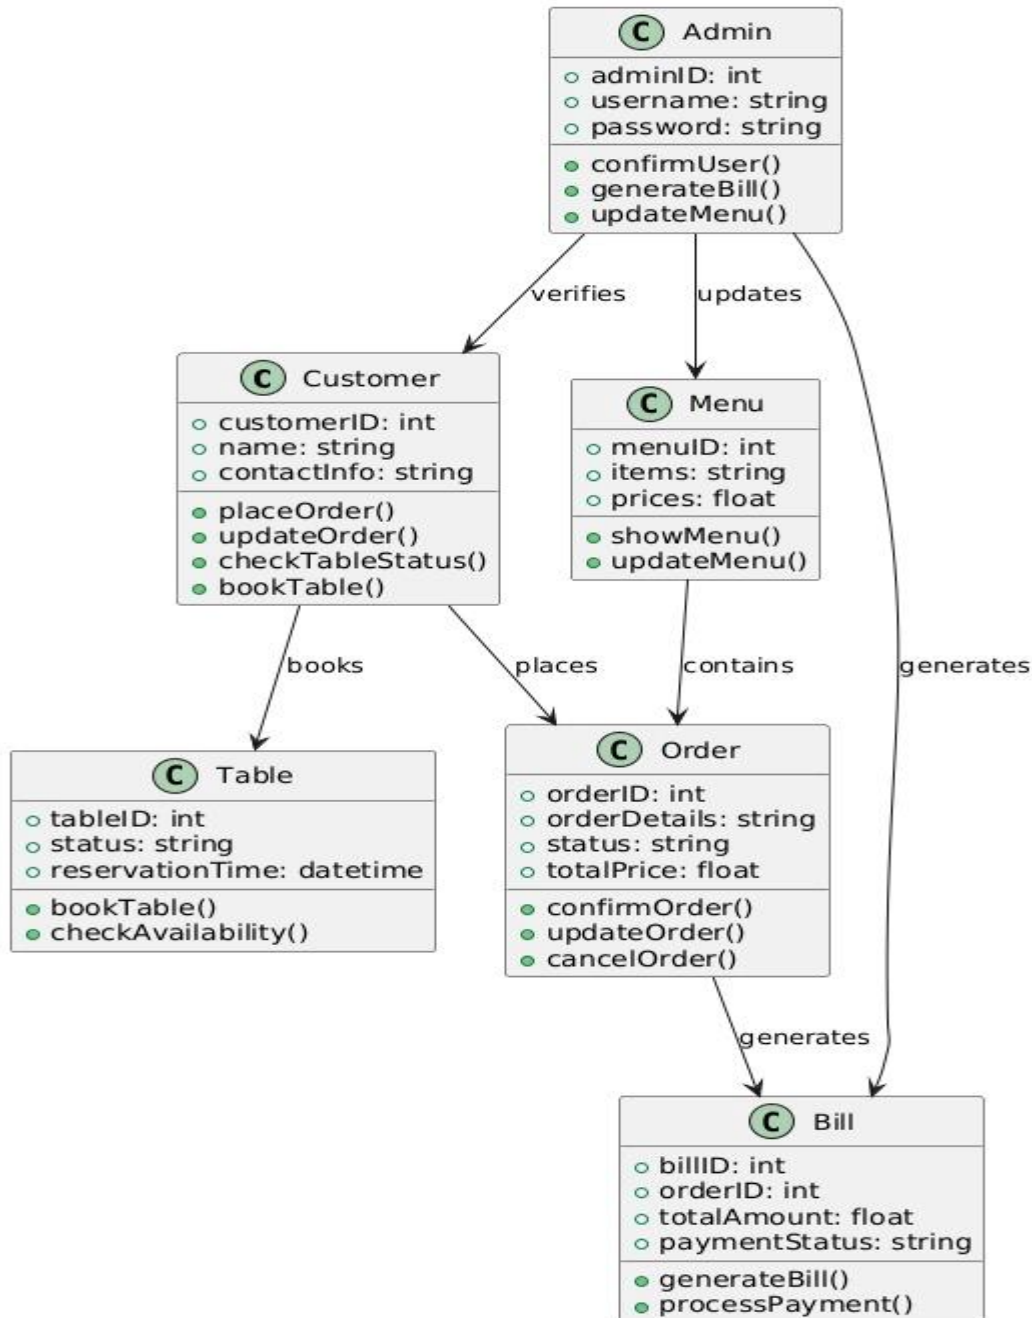 C Admin
adminID: int
username: string
password: string
confirmUser()
generateBill()
updateMenu()
verifies
updates
C Customer
customerID: int
name: string
contactInfo: string
placeOrder()
updateOrder()
checkTableStatus()
bookTable()
C Menu
menuID: int
items: string
prices: float
showMenu()
updateMenu()
books
places
contains
generates
C Table
tableID: int
status: string
reservationTime: datetime
bookTable()
checkAvailability()
C Order
orderID: int
orderDetails: string
status: string
totalPrice: float
confirmOrder()
updateOrder()
cancelOrder()
generates
C Bill
billID: int
orderID: int
totalAmount: float
paymentStatus: string
generateBill()
processPayment()